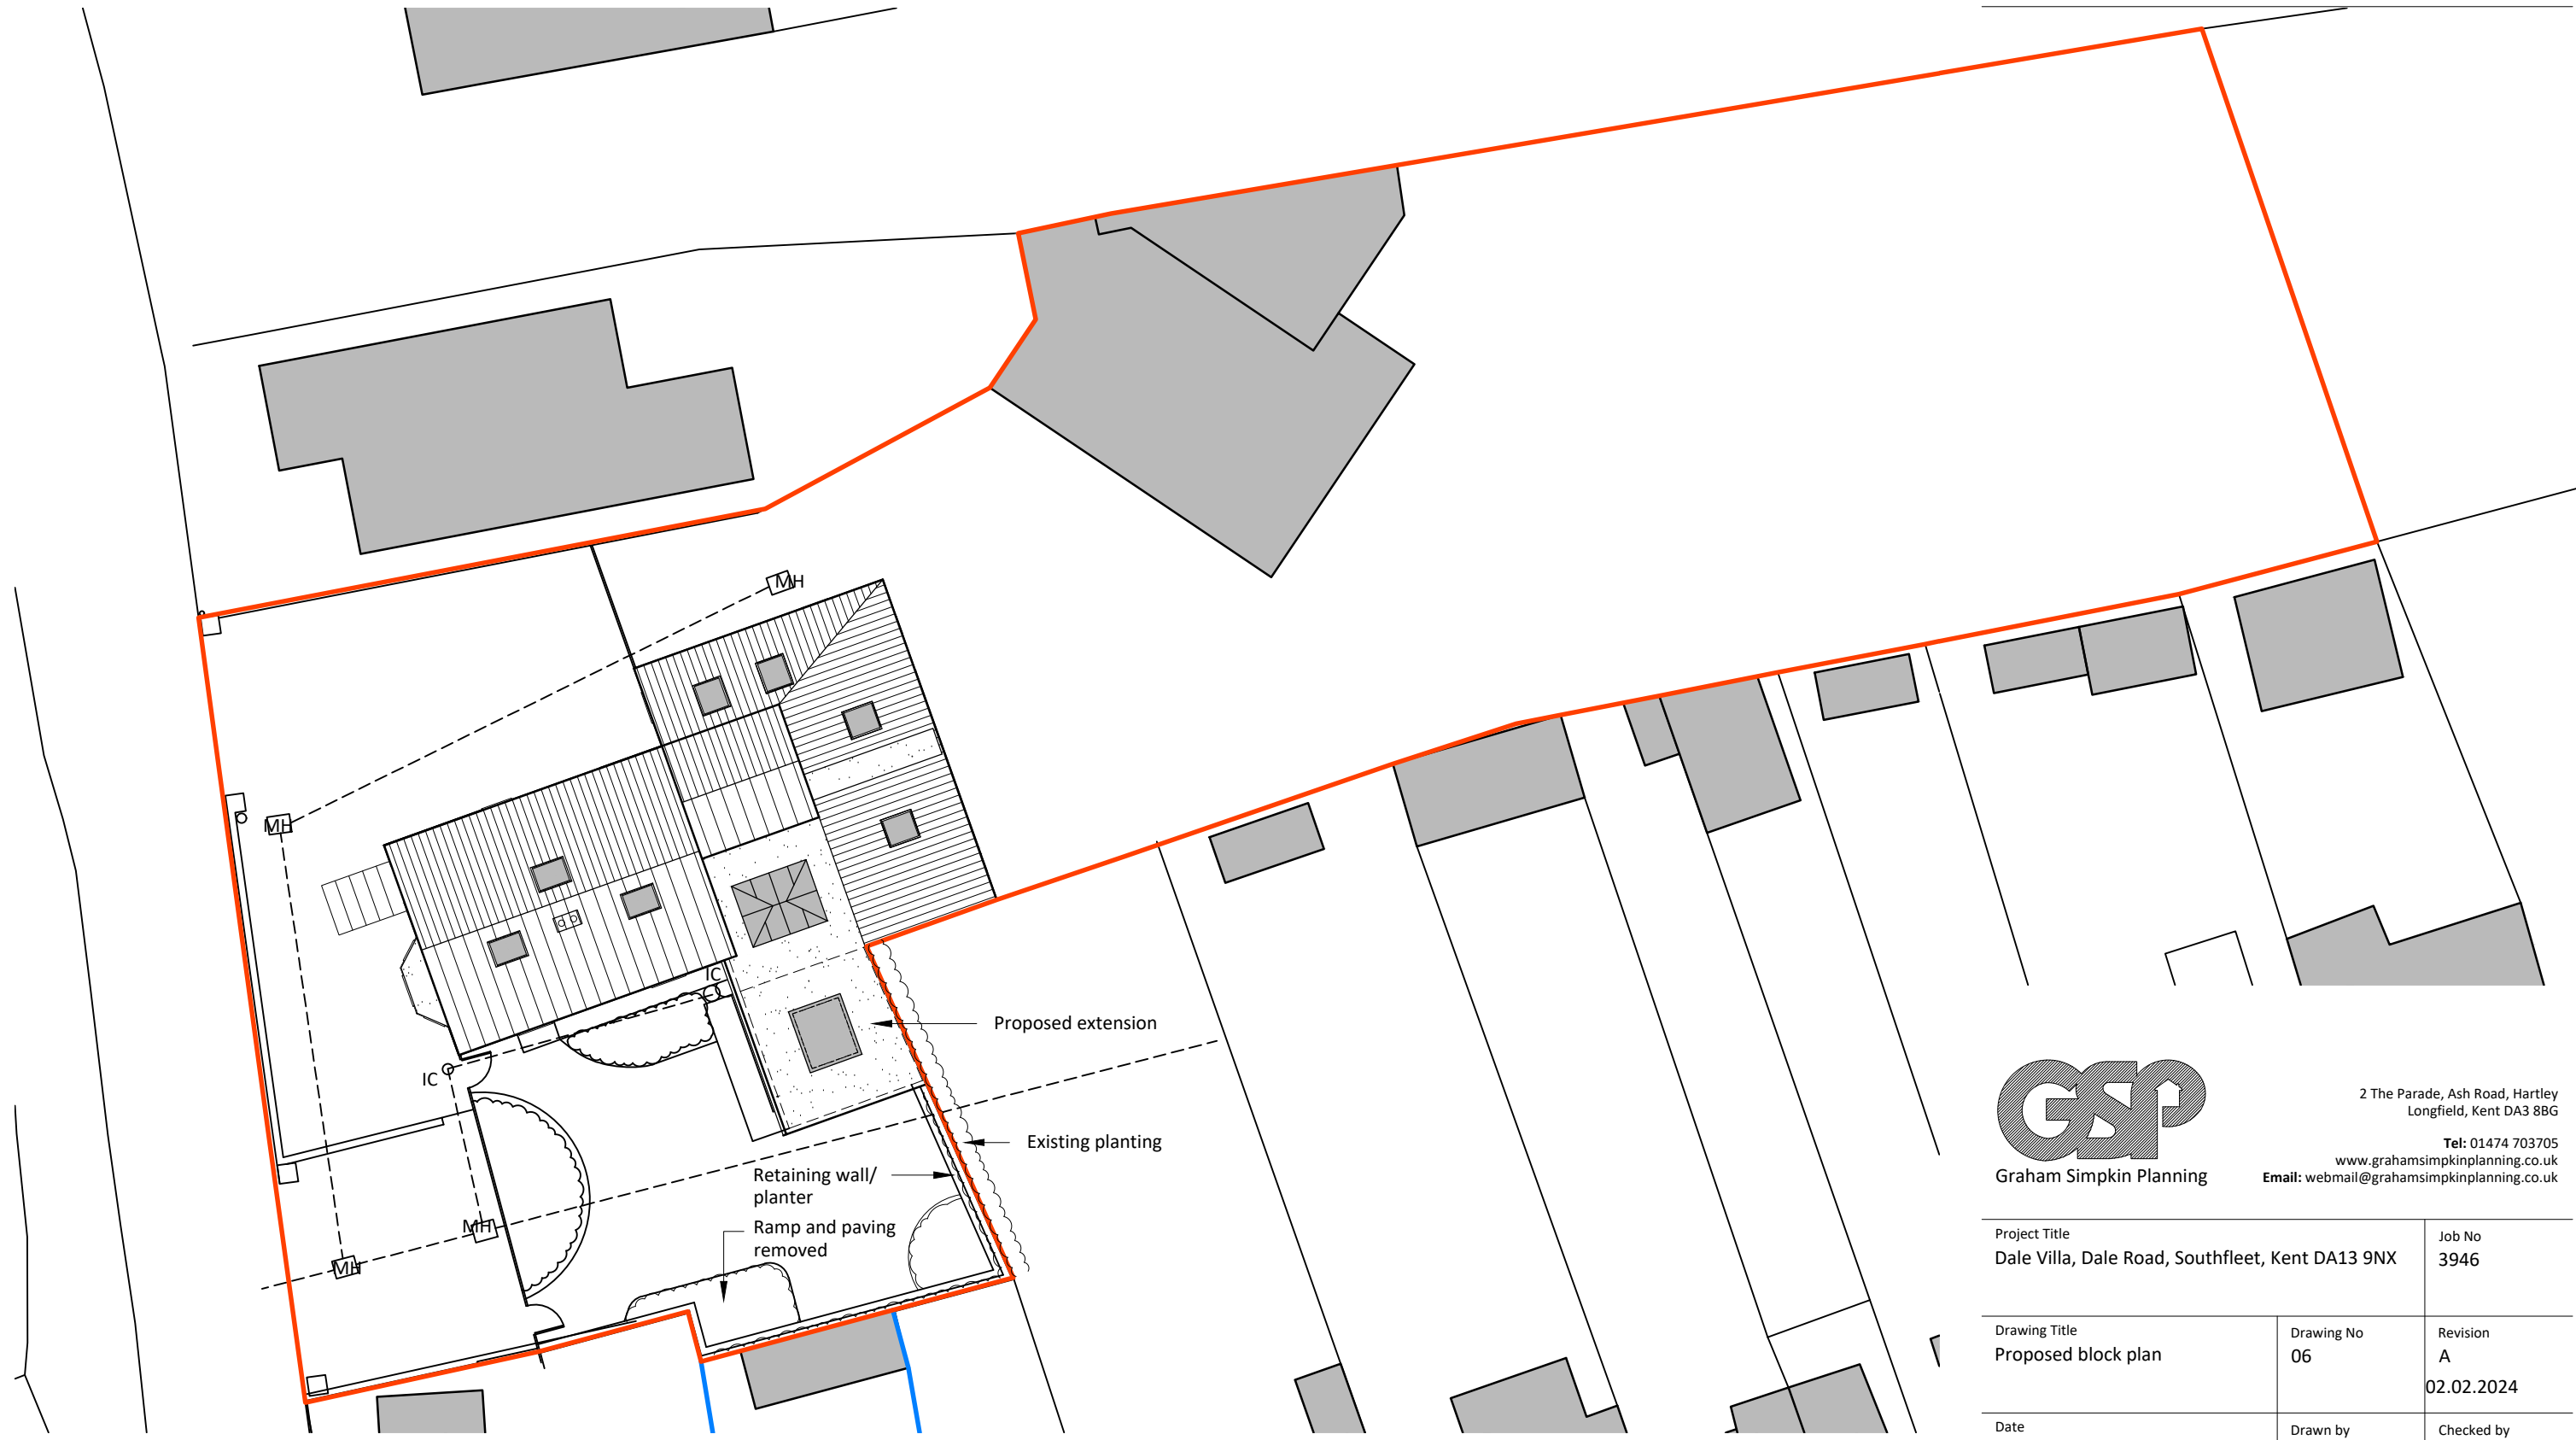 MH
MH
IC
IC
MH
MH
Proposed extension
Existing planting
Retaining wall/
planter
Ramp and paving
removed
GSP
Graham Simpkin Planning
2 The Parade, Ash Road, Hartley
Longfield, Kent DA3 8BG
Tel: 01474 703705
www.grahamsimpkinplanning.co.uk
Email: webmail@grahamsimpkinplanning.co.uk
Project Title
Dale Villa, Dale Road, Southfleet, Kent DA13 9NX
Job No
3946
Drawing Title
Proposed block plan
Drawing No
06
Revision
A
02.02.2024
Date
Drawn by
Checked by